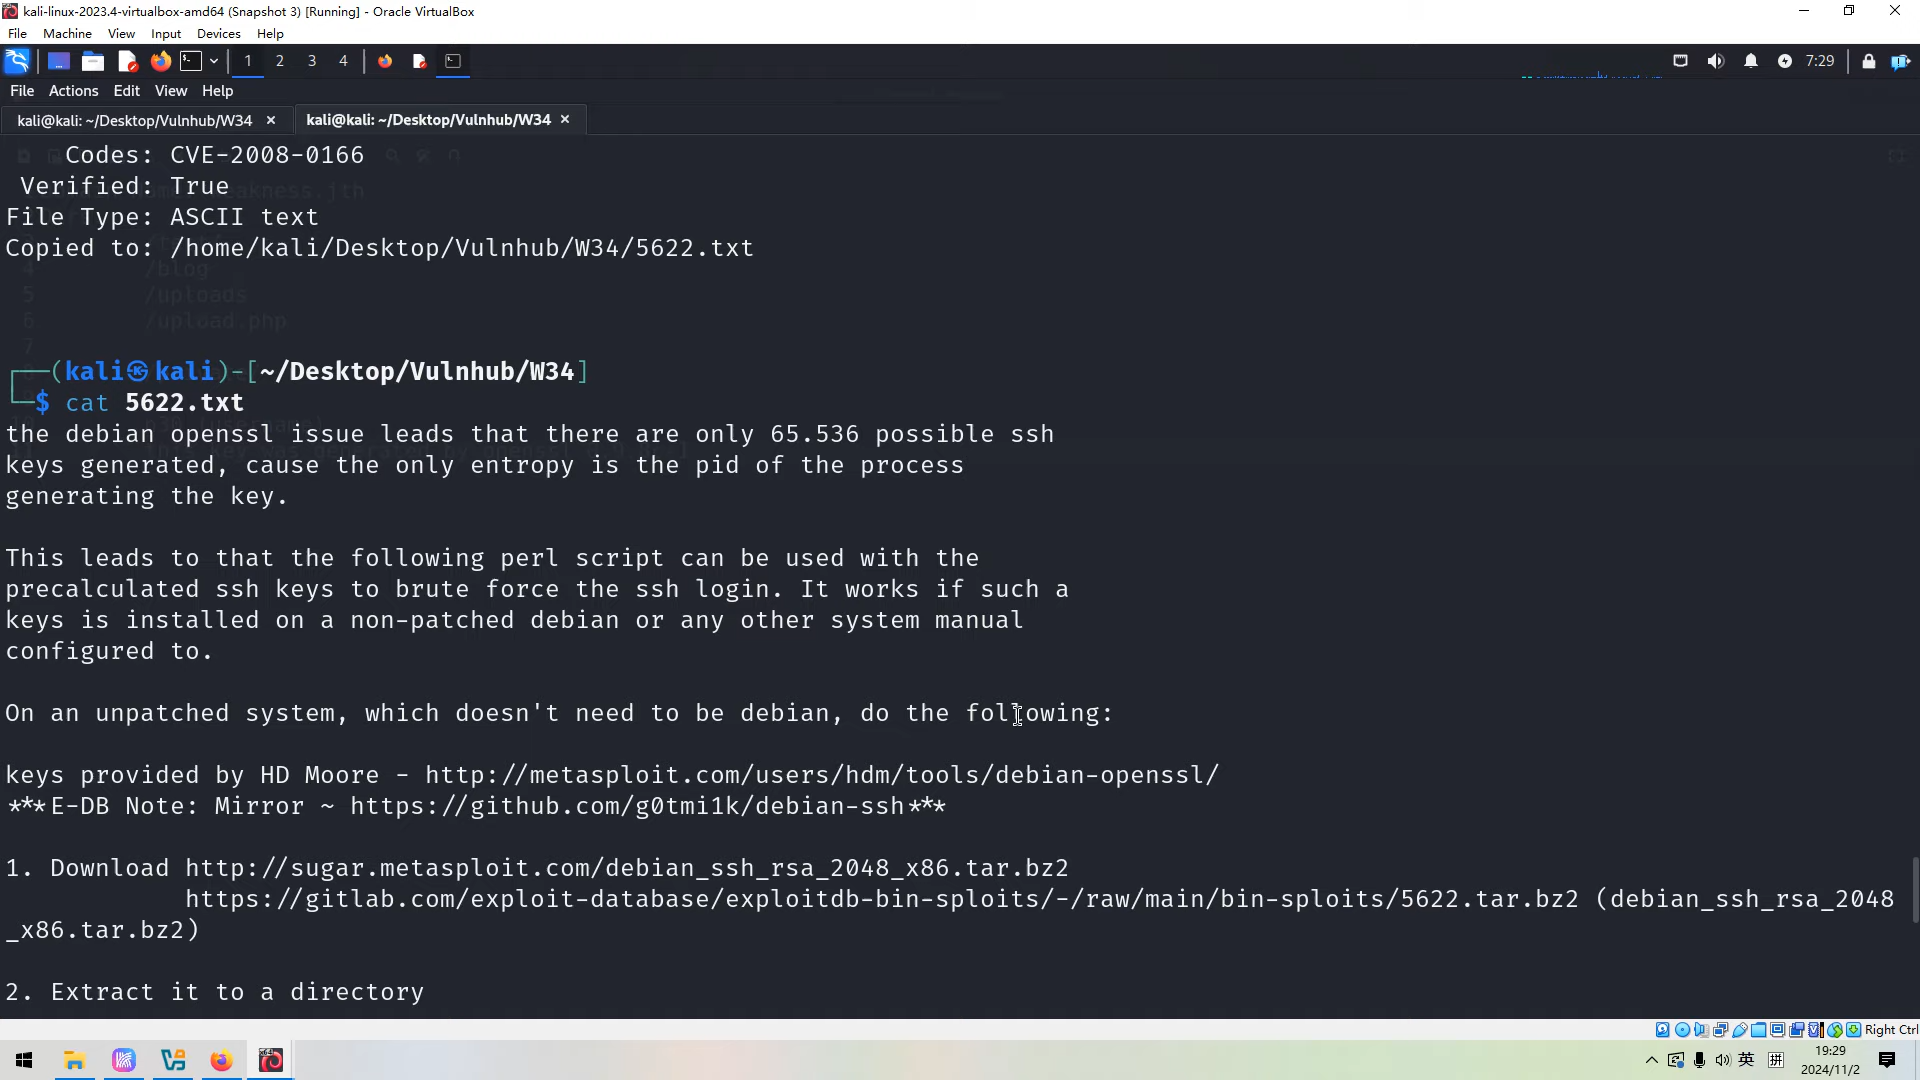 kali-linux-2023.4-virtualbox-amd64 (Snapshot 3) [Running] - Oracle VirtualBox
File Machine View Input Devices Help
1 2 3 4 7:29
File Actions Edit View Help
kali@kali: ~/Desktop/Vulnhub/W34 kali@kali: ~/Desktop/Vulnhub/W34
Codes: CVE-2008-0166
Verified: True
File Type: ASCII text
Copied to: /home/kali/Desktop/Vulnhub/W34/5622.txt
4 /blog
5 /uploads
6 /upload.php
7
(kali㉿kali)-[~/Desktop/Vulnhub/W34]
$ cat 5622.txt
the debian openssl issue leads that there are only 65.536 possible ssh
keys generated, cause the only entropy is the pid of the process
generating the key.
This leads to that the following perl script can be used with the
precalculated ssh keys to brute force the ssh login. It works if such a
keys is installed on a non-patched debian or any other system manual
configured to.
On an unpatched system, which doesn't need to be debian, do the following:
keys provided by HD Moore - http://metasploit.com/users/hdm/tools/debian-openssl/
***E-DB Note: Mirror ~ https://github.com/g0tmi1k/debian-ssh***
1. Download http://sugar.metasploit.com/debian_ssh_rsa_2048_x86.tar.bz2
https://gitlab.com/exploit-database/exploitdb-bin-sploits/-/raw/main/bin-sploits/5622.tar.bz2 (debian_ssh_rsa_2048
_x86.tar.bz2)
2. Extract it to a directory
Right Ctrl
英 拼 19:29
2024/11/2